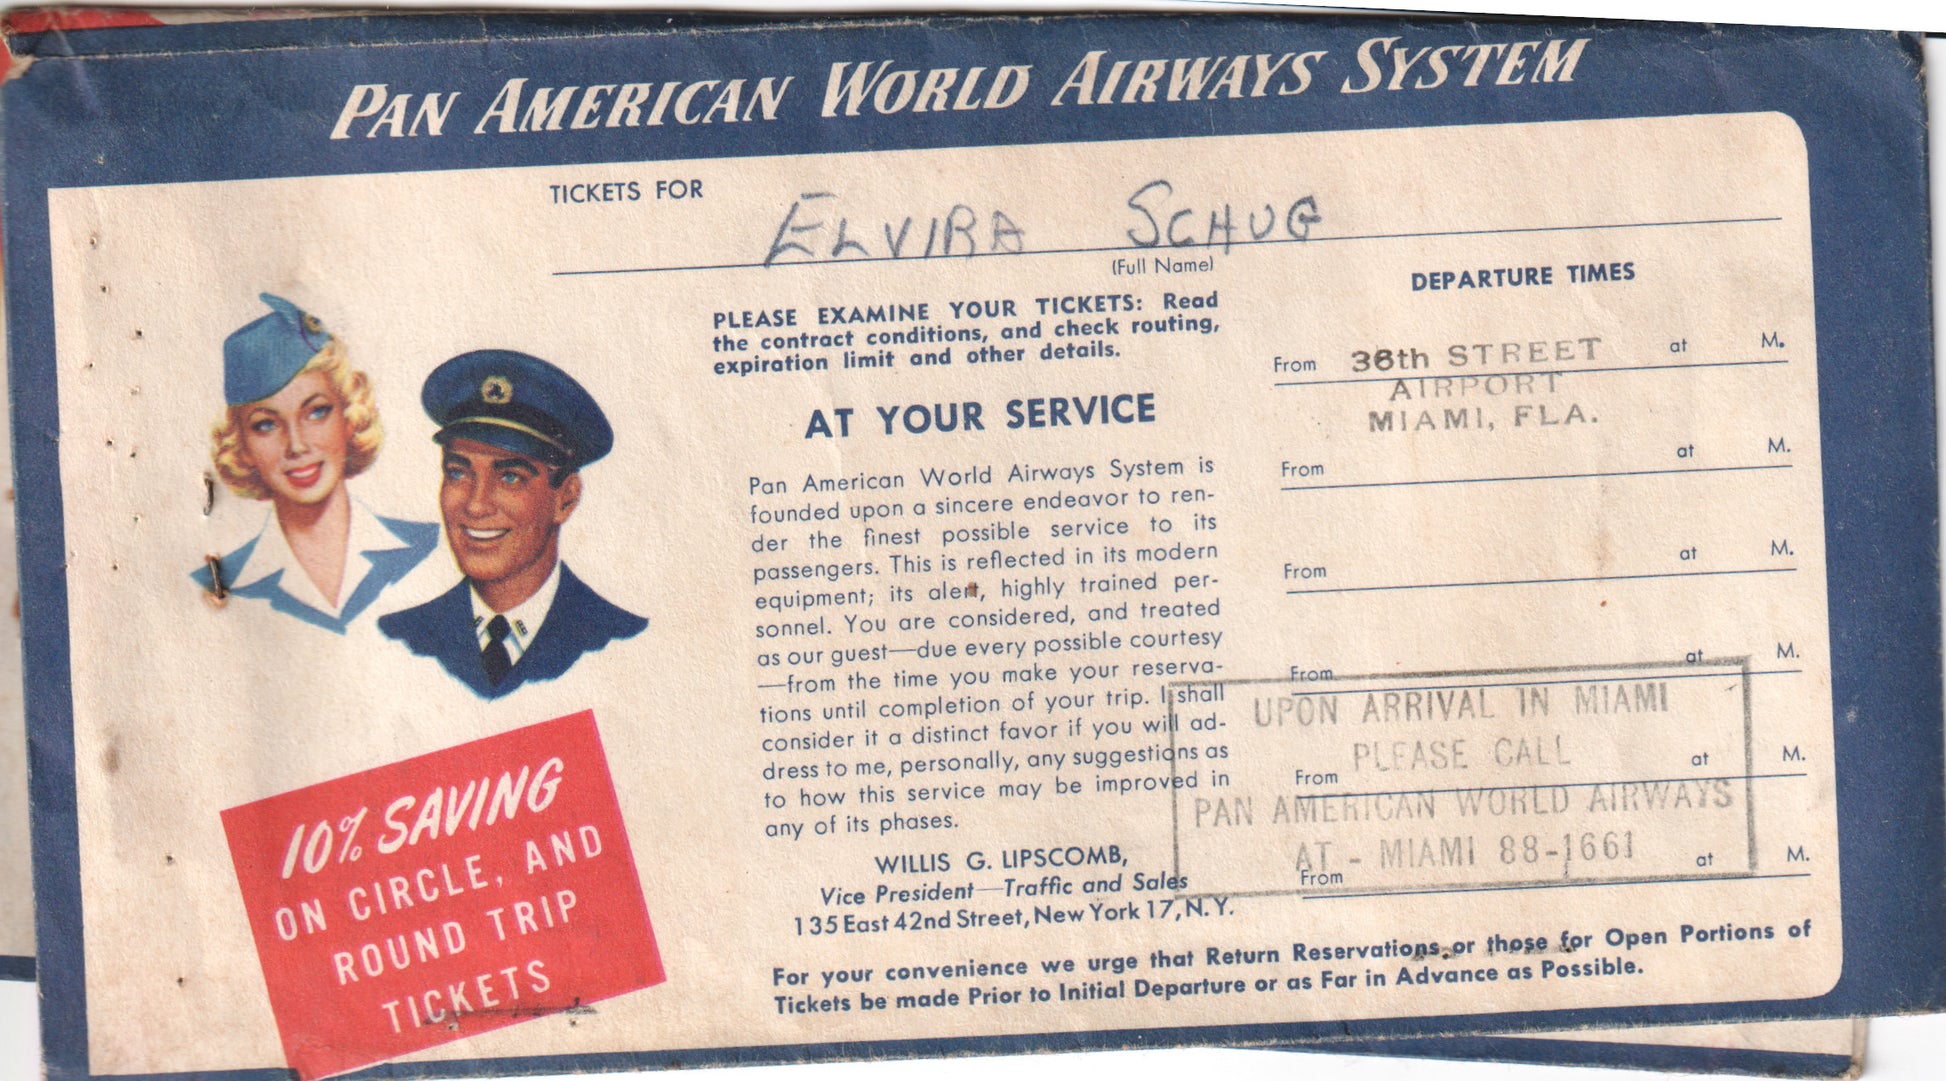 PAN AMERICAN WORLD AIRWAYS SYSTEM
TICKETS FOR
ELVIRA SCHUG
(Full Name)
PLEASE EXAMINE YOUR TICKETS: Read
the contract conditions, and check routing,
expiration limit and other details.
AT YOUR SERVICE
Pan American World Airways System is
founded upon a sincere endeavor to ren-
der the finest possible service to its
passengers. This is reflected in its modern
equipment; its alert, highly trained per-
sonnel. You are considered, and treated
as our guest—due every possible courtesy
—from the time you make your reserva-
tions until completion of your trip. I shall
consider it a distinct favor if you will ad-
dress to me, personally, any suggestions as
to how this service may be improved in
any of its phases.
WILLIS G. LIPSCOMB,
Vice President—Traffic and Sales
135 East 42nd Street, New York 17, N. Y.
DEPARTURE TIMES
From 36th STREET at M.
AIRPORT
MIAMI, FLA.
From at M.
From at M.
From at M.
UPON ARRIVAL IN MIAMI
PLEASE CALL
From at M.
PAN AMERICAN WORLD AIRWAYS
AT - MIAMI 88-1661
From at M.
For your convenience we urge that Return Reservations or those for Open Portions of
Tickets be made Prior to Initial Departure or as Far in Advance as Possible.
10% SAVING
ON CIRCLE, AND
ROUND TRIP
TICKETS